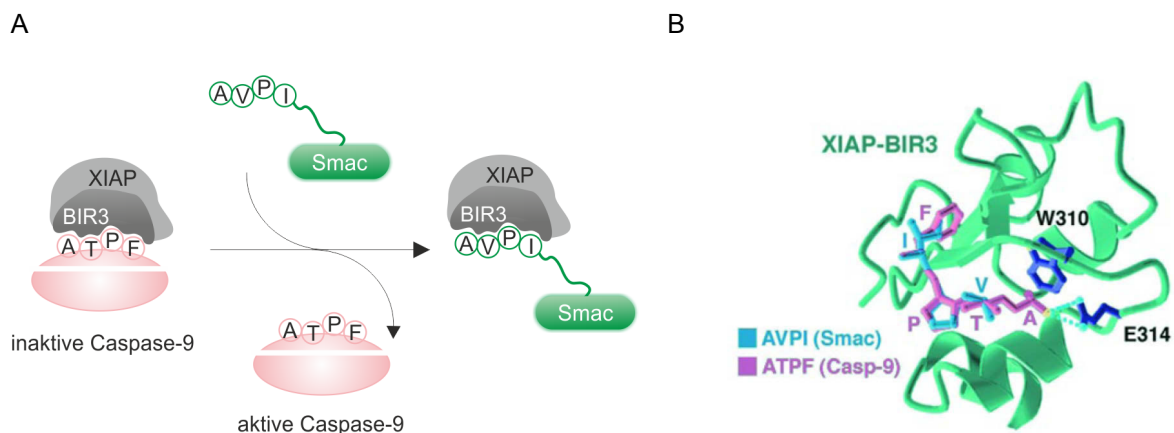 A
B
A V P I
Smac
XIAP
BIR3
A T P F
inaktive Caspase-9
XIAP
BIR3
A V P I
Smac
A T P F
aktive Caspase-9
XIAP-BIR3
F
I
W310
V
P
T
A
E314
AVPI (Smac)
ATPF (Casp-9)